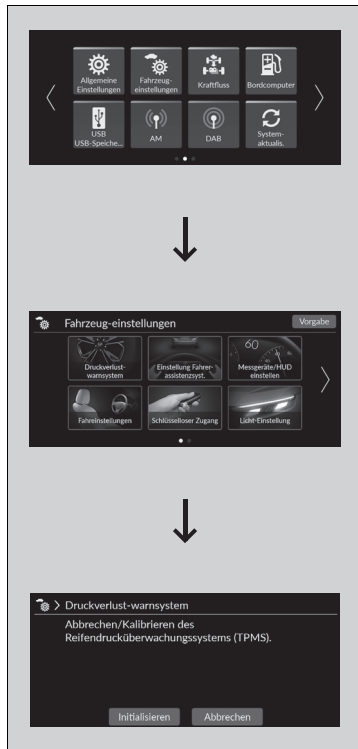 Allgemeine
Einstellungen
Fahrzeug-
einstellungen
Kraftfluss
Bordcomputer
USB
USB-Speiche...
AM
DAB
System-
aktualis.
Fahrzeug-einstellungen
Vorgabe
Druckverlust-
warnsystem
Einstellung Fahrer-
assistenzsyst.
60
Messgeräte/HUD
einstellen
Fahreinstellungen
Schlüsselloser Zugang
Licht-Einstellung
Druckverlust-warnsystem
Abbrechen/Kalibrieren des
Reifendrucküberwachungssystems (TPMS).
Initialisieren
Abbrechen